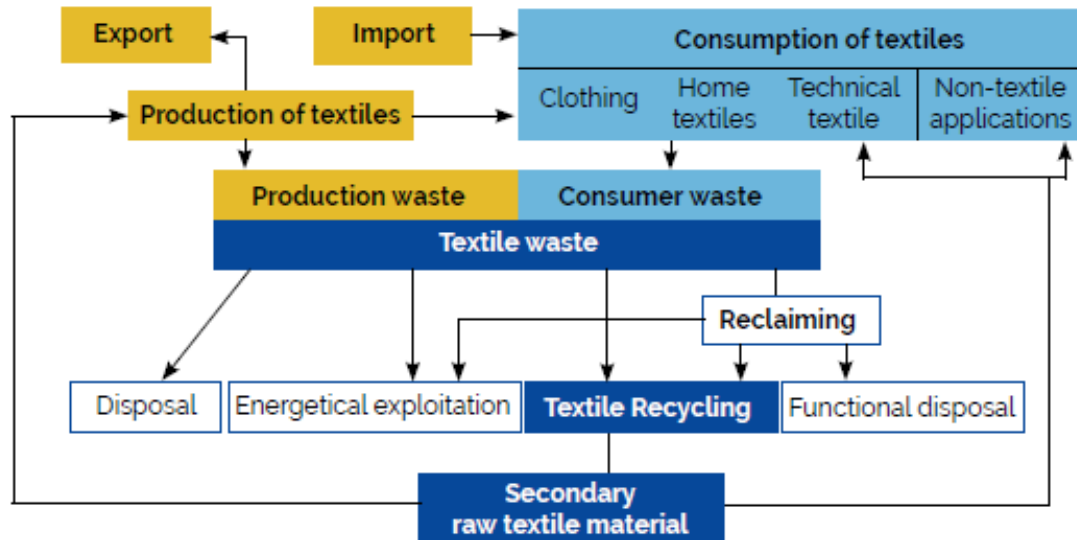 Export
Import
Consumption of textiles
Production of textiles
Clothing
Home
textiles
Technical
textile
Non-textile
applications
Production waste
Consumer waste
Textile waste
Reclaiming
Disposal
Energetical exploitation
Textile Recycling
Functional disposal
Secondary
raw textile material